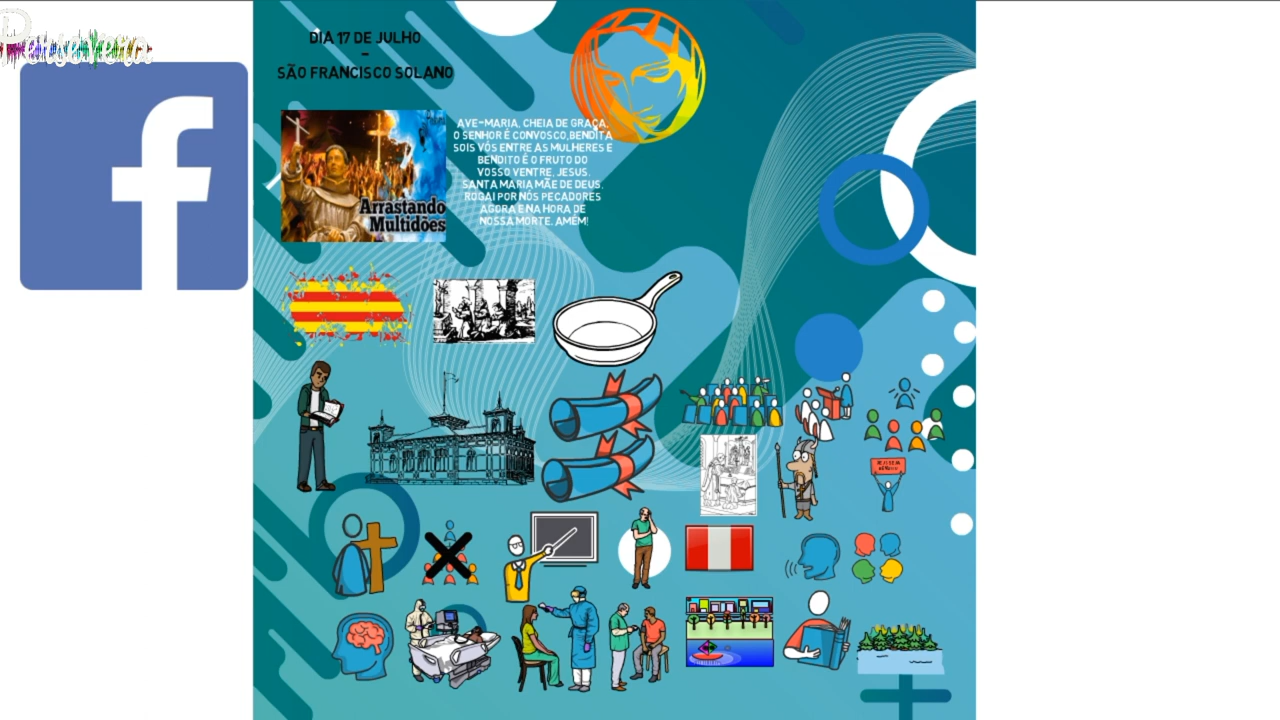 DIA 17 DE JULHO
-
SÃO FRANCISCO SOLANO
AVE-MARIA, CHEIA DE GRAÇA,
O SENHOR É CONVOSCO,BENDITA
SOIS VÓS ENTRE AS MULHERES E
BENDITO É O FRUTO DO
VOSSO VENTRE, JESUS.
SANTA MARIA MÃE DE DEUS,
ROGAI POR NÓS PECADORES
AGORA E NA HORA DE
NOSSA MORTE. AMÉM!
Arrastando
Multidões